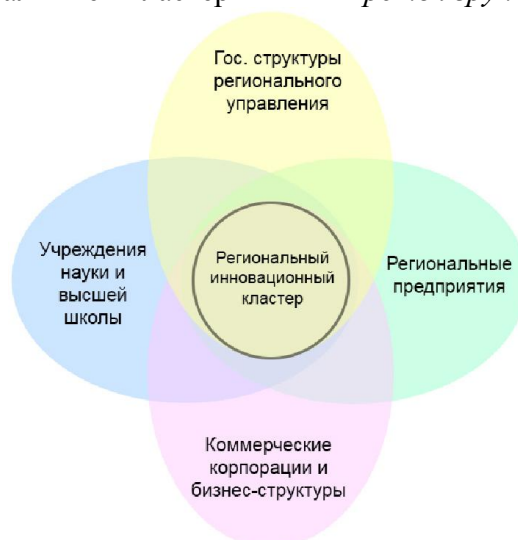 Гос. структуры
регионального
управления
Учреждения
науки и
высшей
школы
Региональный
инновационный
кластер
Региональные
предприятия
Коммерческие
корпорации и
бизнес-структуры